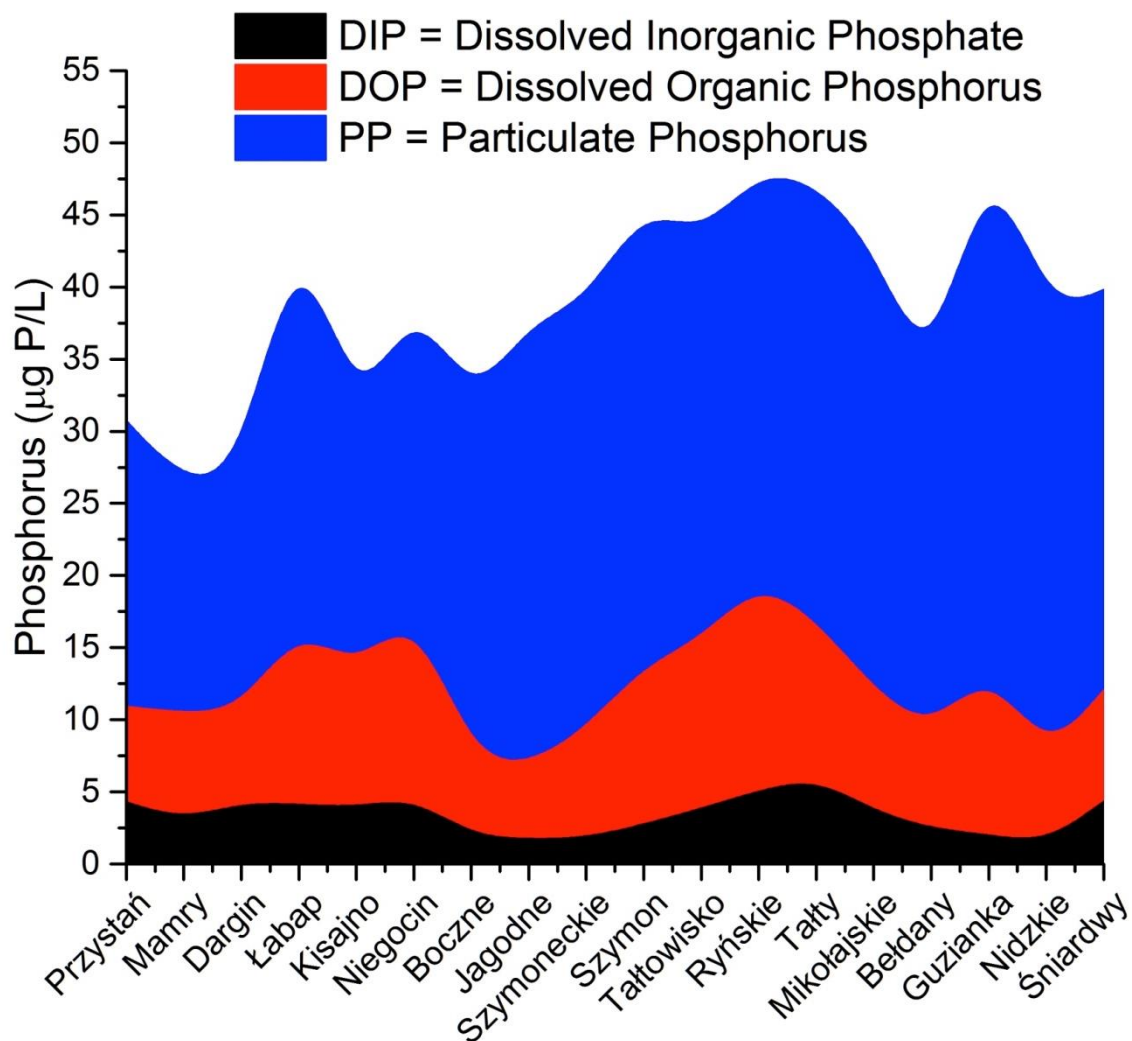 DIP = Dissolved Inorganic Phosphate
DOP = Dissolved Organic Phosphorus
PP = Particulate Phosphorus
55
50
45
40
35
30
25
20
15
10
5
0
Phosphorus (μg P/L)
Przystań
Mamry
Dargin
Łabap
Kisajno
Niegocin
Boczne
Jagodne
Szymoneckie
Szymon
Tałtowisko
Ryńskie
Tałty
Mikołajskie
Bełdany
Guzianka
Nidzkie
Śniardwy